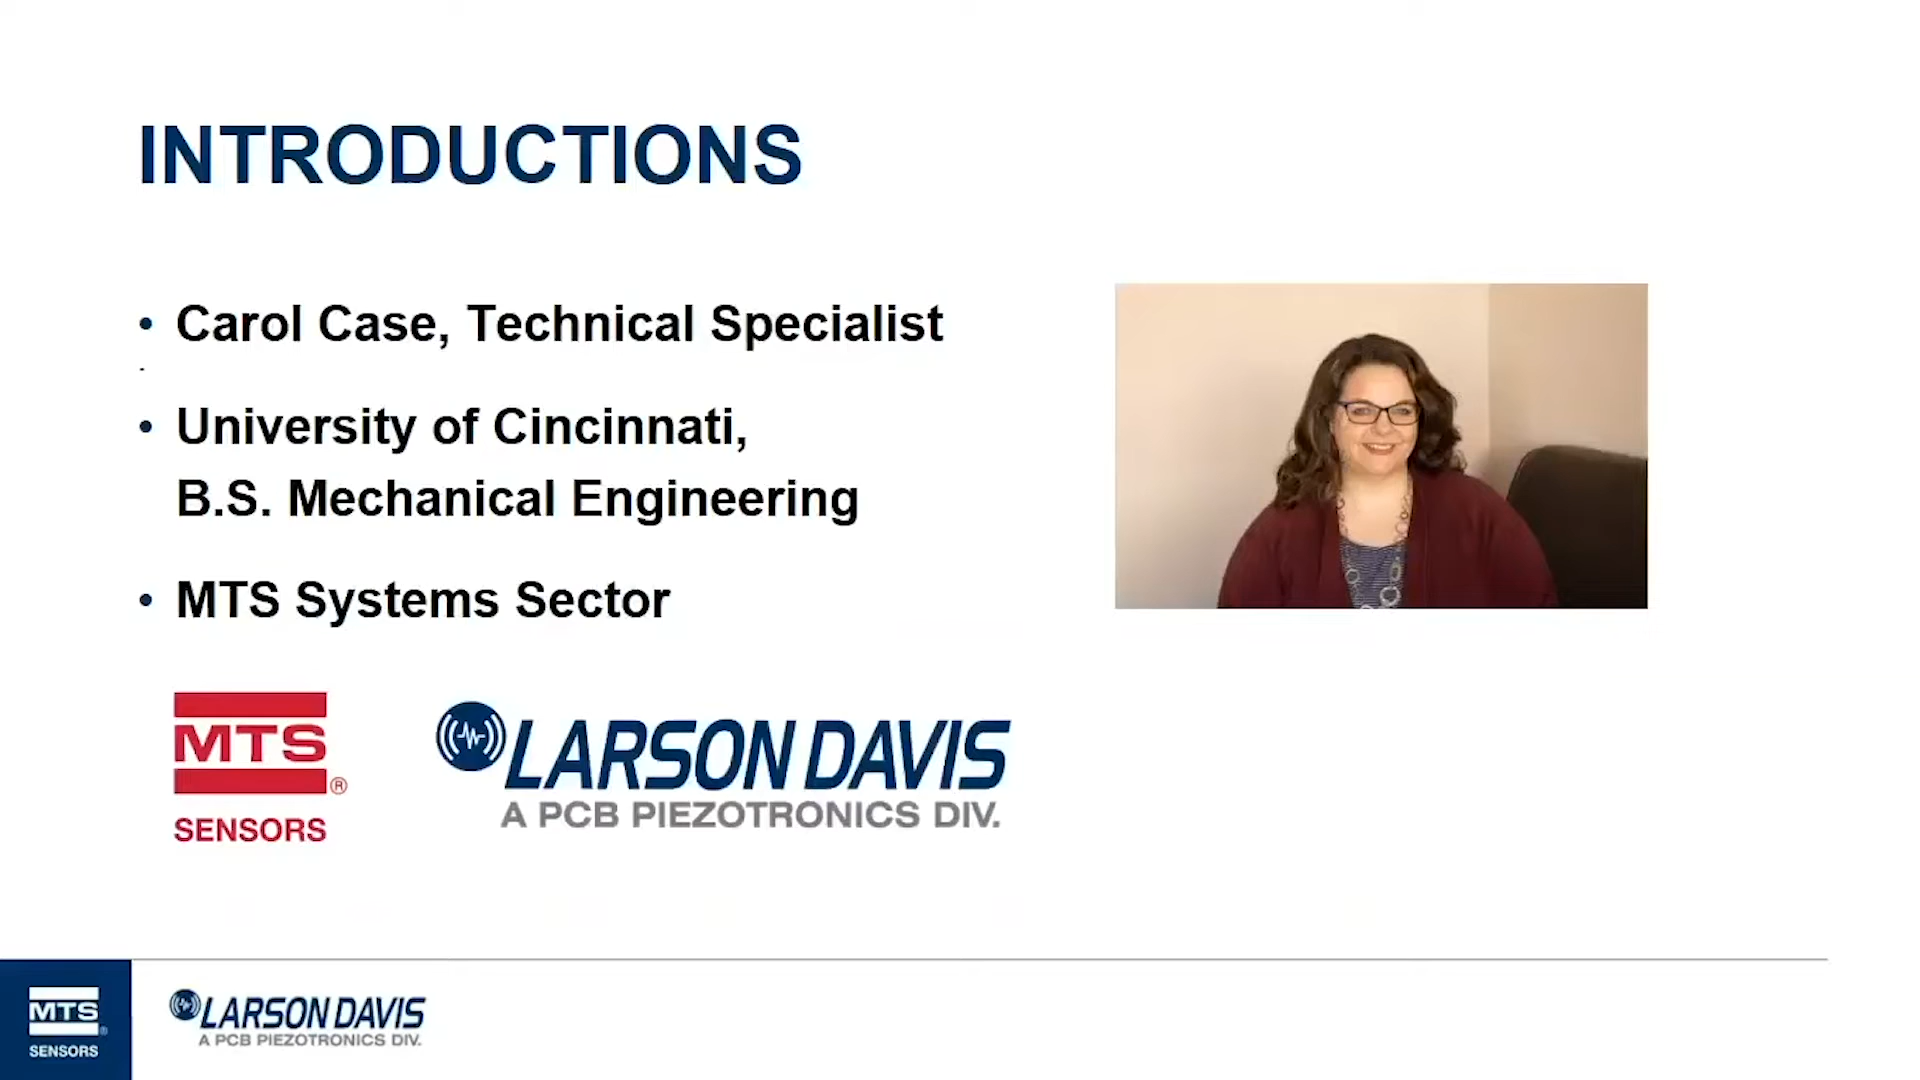 INTRODUCTIONS
• Carol Case, Technical Specialist
• University of Cincinnati,
B.S. Mechanical Engineering
• MTS Systems Sector
MTS®
SENSORS
LARSON DAVIS
A PCB PIEZOTRONICS DIV.
MTS®
SENSORS
LARSON DAVIS
A PCB PIEZOTRONICS DIV.